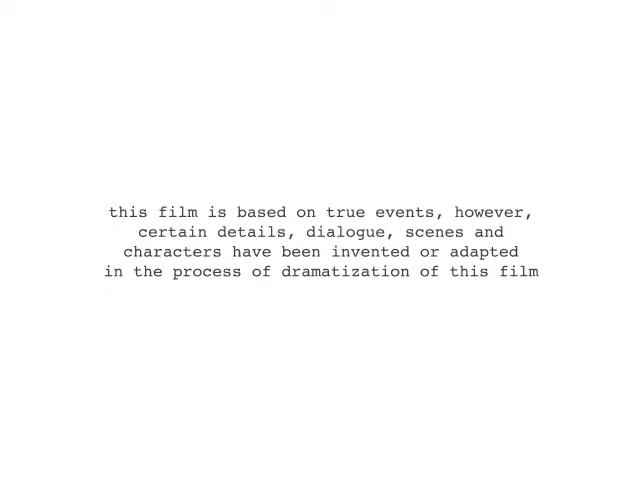 this film is based on true events, however,
certain details, dialogue, scenes and
characters have been invented or adapted
in the process of dramatization of this film